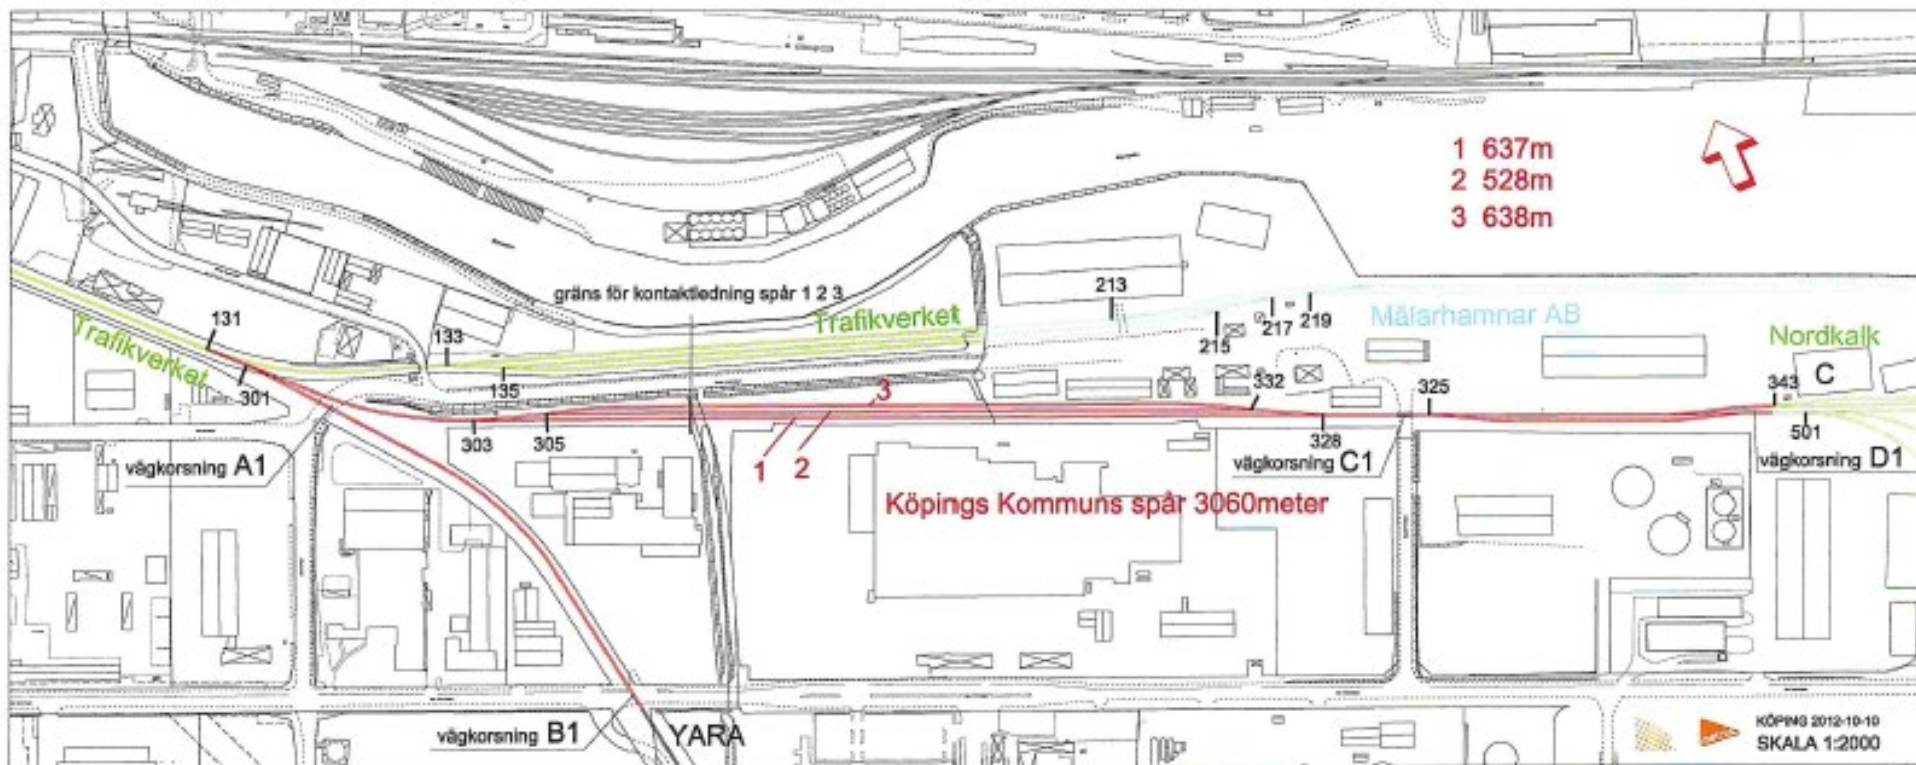 1 637m
2 528m
3 638m
gräns för kontaktledning spår 1 2 3
213
131
Trafikverket
217
219
Mälarhamnar AB
Trafikverket
133
215
Nordkalk
135
301
3
332
325
343
C
303
305
328
501
vägkorsning A1
1
2
vägkorsning C1
vägkorsning D1
Köpings Kommuns spår 3060meter
vägkorsning B1
YARA
KÖPING 2012-10-10
SKALA 1:2000